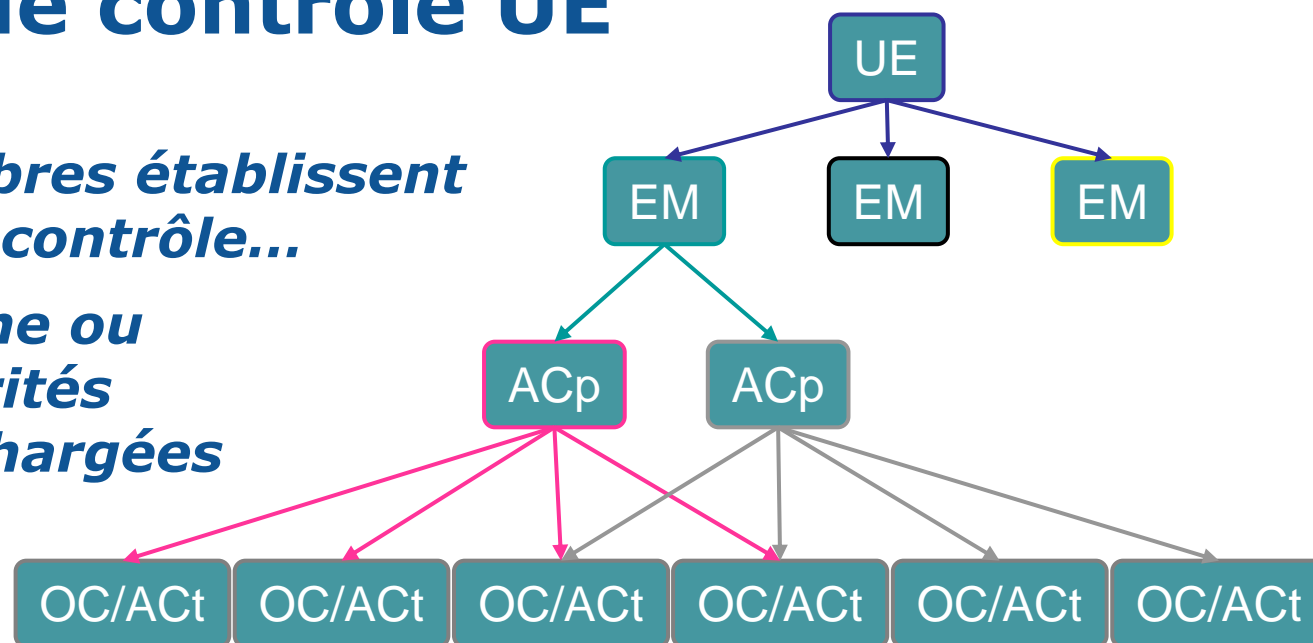 le contrôle UE
UE
bres établissent
contrôle...
EM EM EM
ne ou
rités
hargées
ACp ACp
OC/ACt OC/ACt OC/ACt OC/ACt OC/ACt OC/ACt